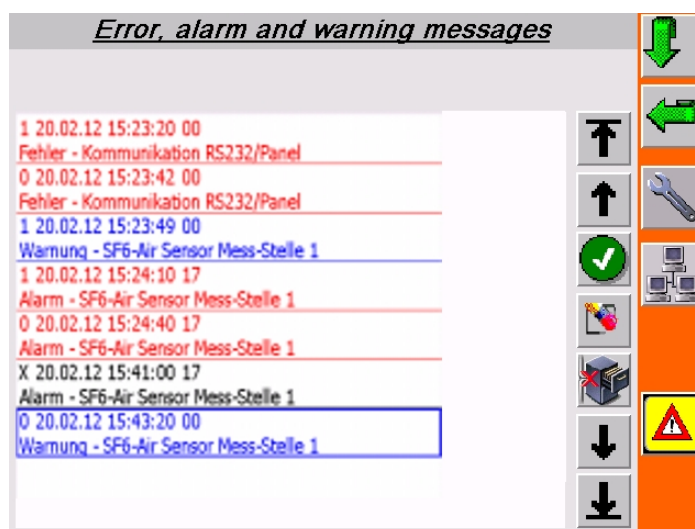 Error, alarm and warning messages
1 20.02.12 15:23:20 00
Fehler - Kommunikation RS232/Panel
0 20.02.12 15:23:42 00
Fehler - Kommunikation RS232/Panel
1 20.02.12 15:23:49 00
Warnung - SF6-Air Sensor Mess-Stelle 1
1 20.02.12 15:24:10 17
Alarm - SF6-Air Sensor Mess-Stelle 1
0 20.02.12 15:24:40 17
Alarm - SF6-Air Sensor Mess-Stelle 1
X 20.02.12 15:41:00 17
Alarm - SF6-Air Sensor Mess-Stelle 1
0 20.02.12 15:43:20 00
Warnung - SF6-Air Sensor Mess-Stelle 1